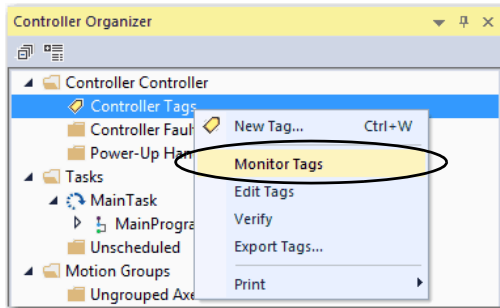 Controller Organizer
Controller Controller
Controller Tags
Controller Faul
New Tag... Ctrl+W
Power-Up Han
Monitor Tags
Tasks
Edit Tags
MainTask
Verify
MainProgra
Export Tags...
Unscheduled
Motion Groups
Print
Ungrouped Axe